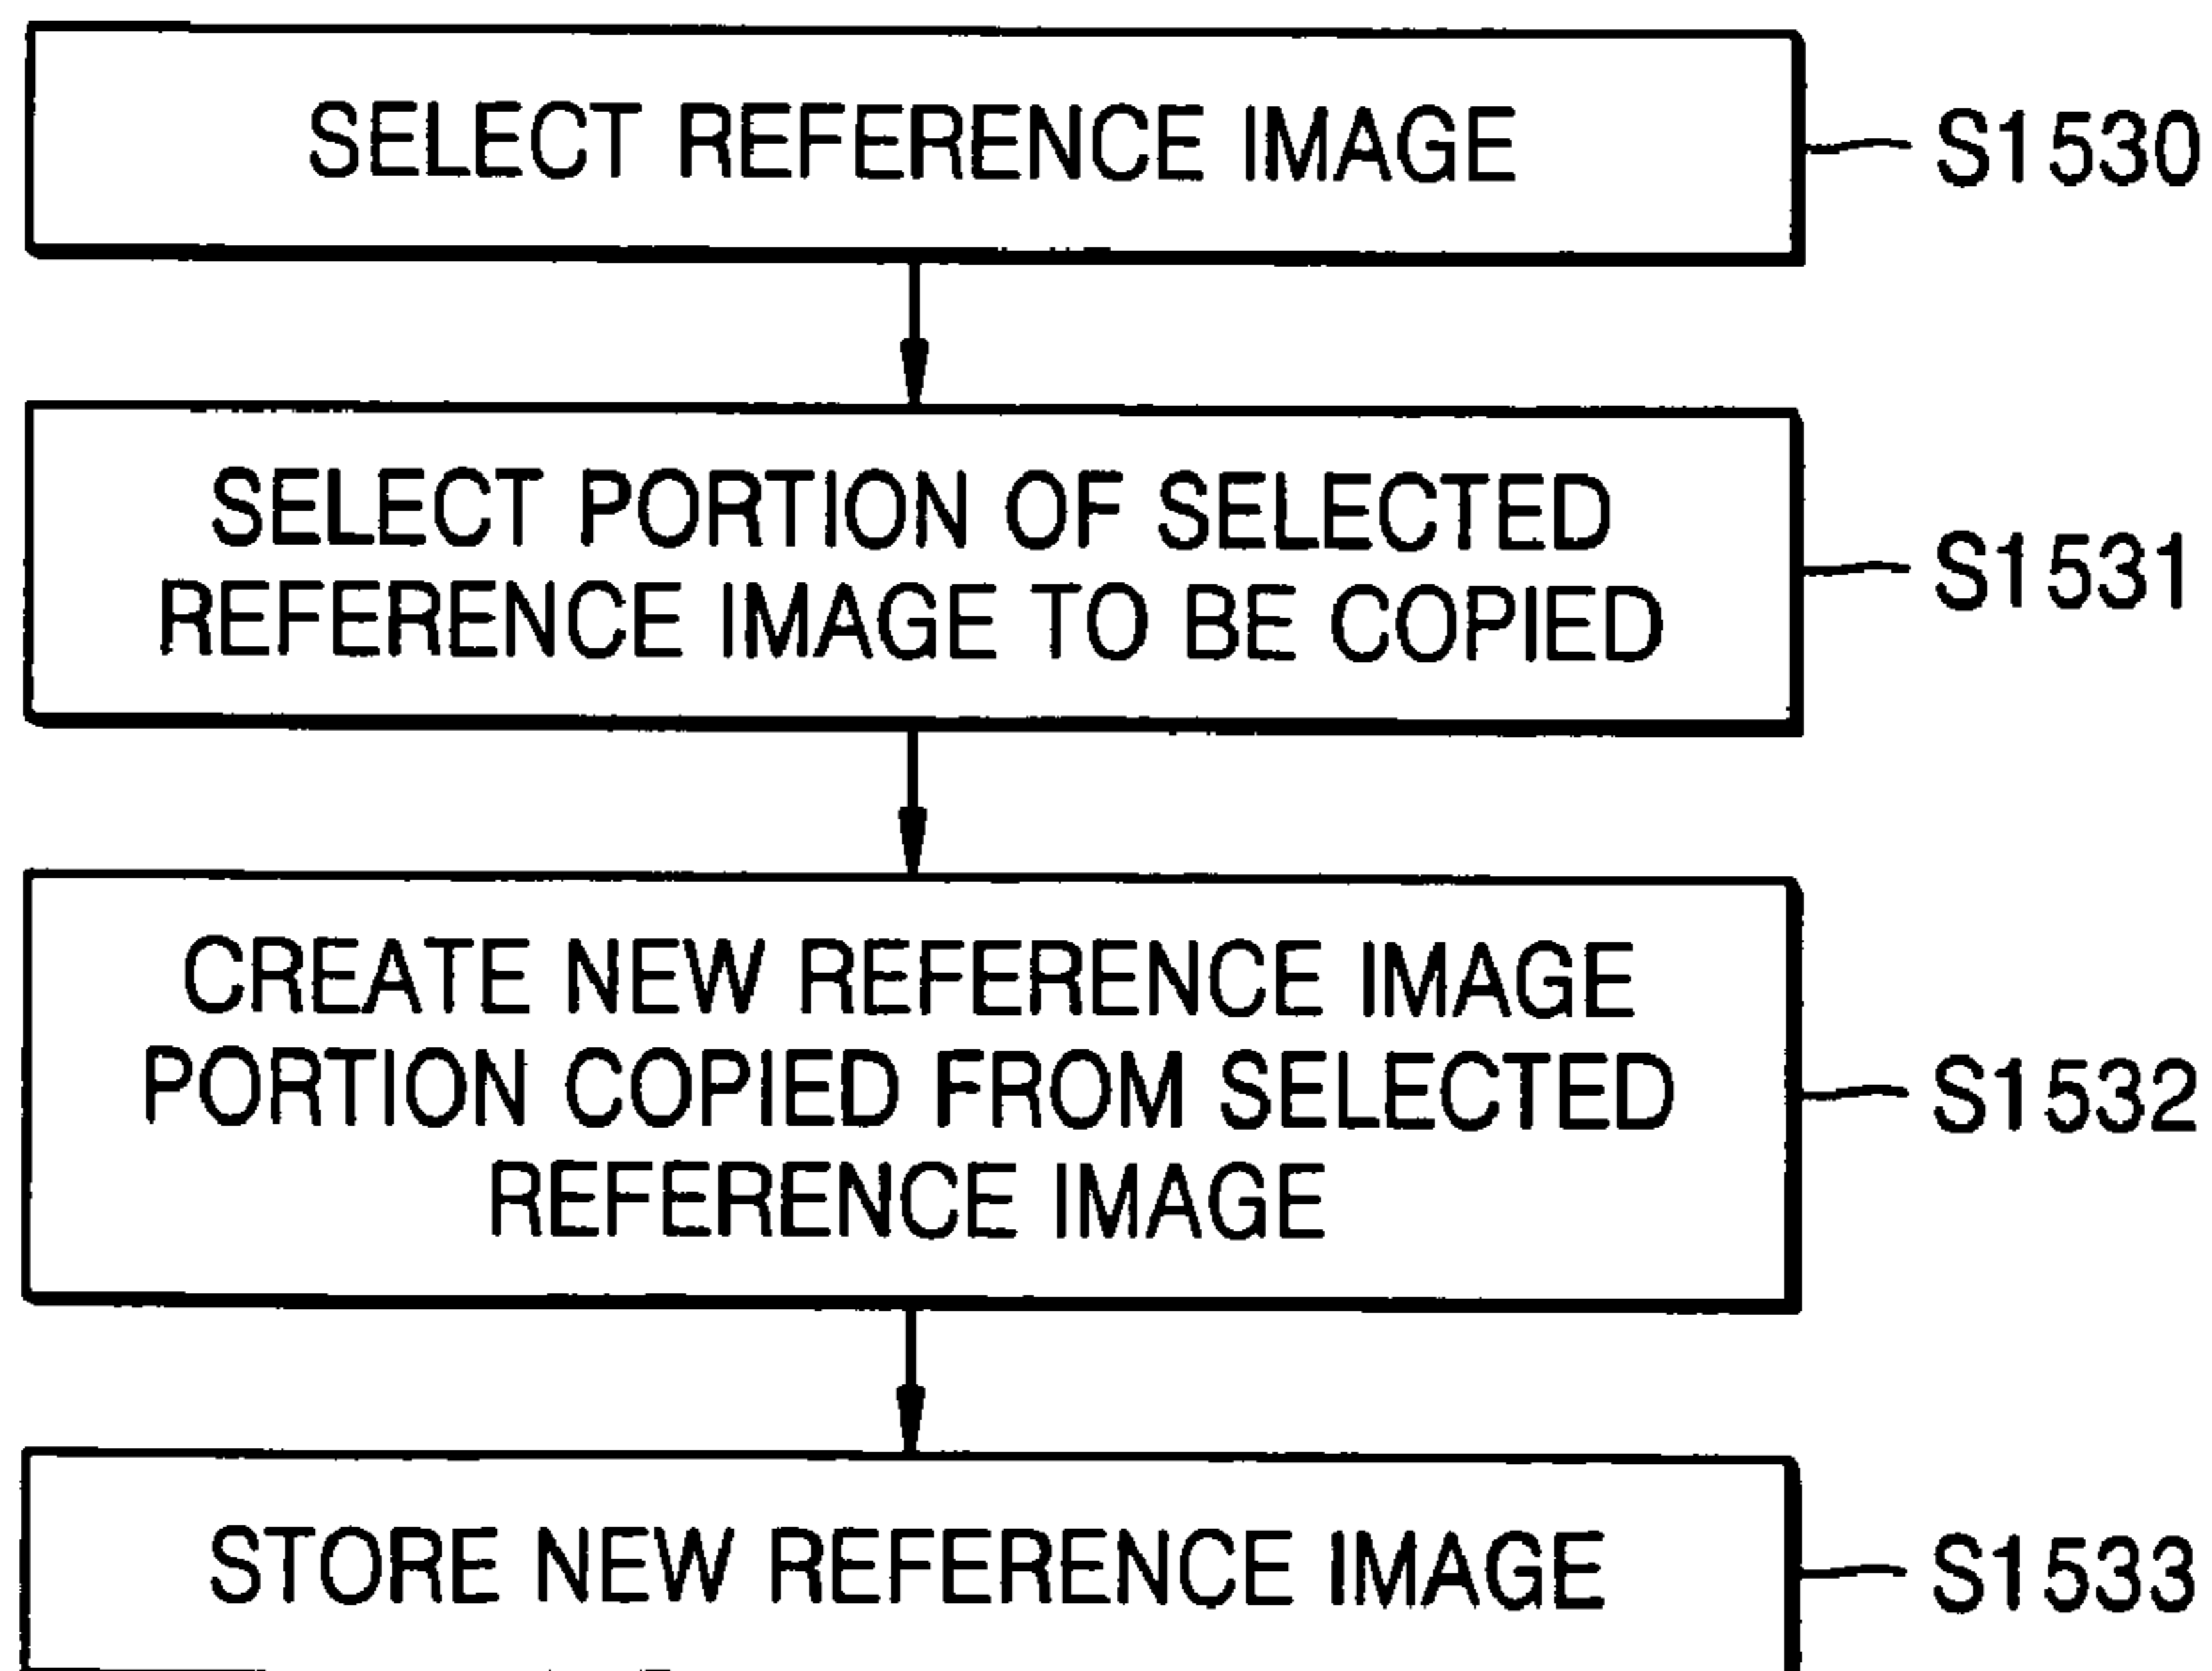 SELECT REFERENCE IMAGE
S1530
SELECT PORTION OF SELECTED
REFERENCE IMAGE TO BE COPIED
S1531
CREATE NEW REFERENCE IMAGE
PORTION COPIED FROM SELECTED
REFERENCE IMAGE
S1532
STORE NEW REFERENCE IMAGE
S1533